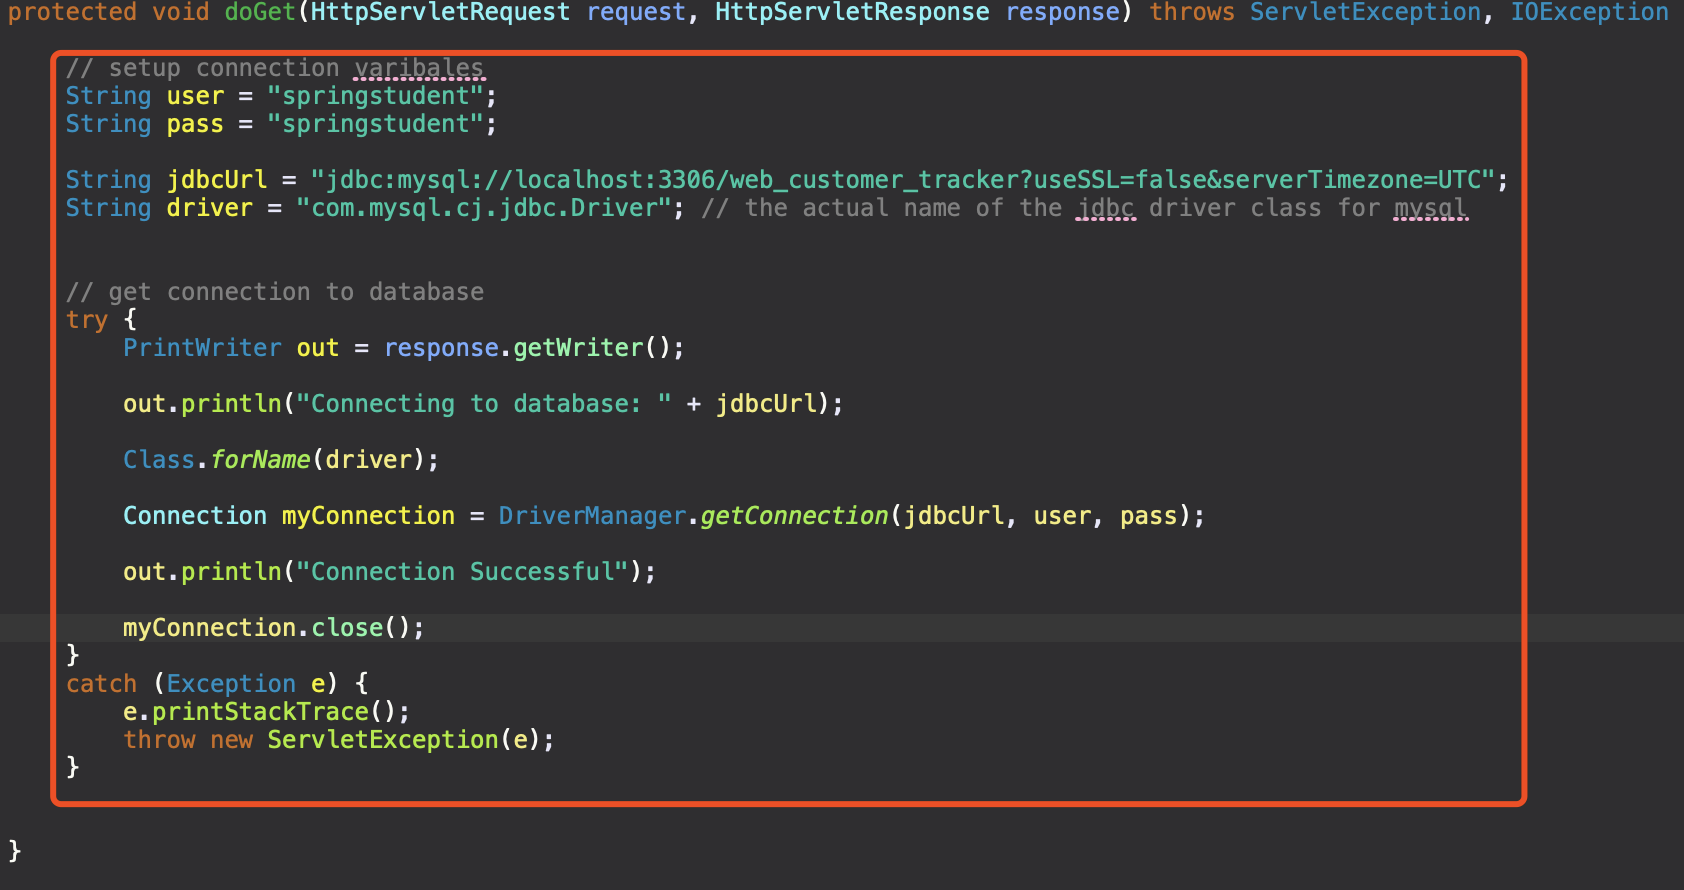 protected void doGet(HttpServletRequest request, HttpServletResponse response) throws ServletException, IOException
// setup connection varibales
String user = "springstudent";
String pass = "springstudent";
String jdbcUrl = "jdbc:mysql://localhost:3306/web_customer_tracker?useSSL=false&serverTimezone=UTC";
String driver = "com.mysql.cj.jdbc.Driver"; // the actual name of the jdbc driver class for mysql
// get connection to database
try {
PrintWriter out = response.getWriter();
out.println("Connecting to database: " + jdbcUrl);
Class.forName(driver);
Connection myConnection = DriverManager.getConnection(jdbcUrl, user, pass);
out.println("Connection Successful");
myConnection.close();
}
catch (Exception e) {
e.printStackTrace();
throw new ServletException(e);
}
}